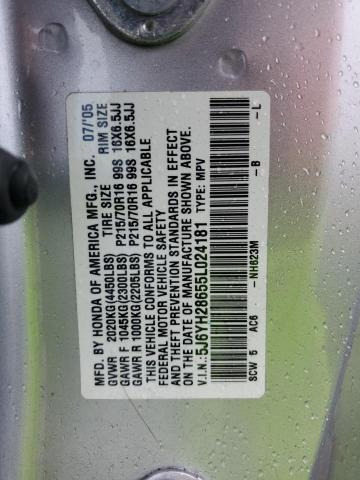 MFD. BY HONDA OF AMERICA MFG., INC. 07/'05
TIRE SIZE RIM SIZE
GVWR 2020KG(4450LBS)
GAWR F 1045KG(2300LBS) P215/70R16 99S 16X6.5JJ
GAWR R 1000KG(2205LBS) P215/70R16 99S 16X6.5JJ
THIS VEHICLE CONFORMS TO ALL APPLICABLE
FEDERAL MOTOR VEHICLE SAFETY
AND THEFT PREVENTION STANDARDS IN EFFECT
ON THE DATE OF MANUFACTURE SHOWN ABOVE.
V.I.N.: 5J6YH28655L024181 TYPE: MPV
SCW 5 AC6 -NH623M -B -L